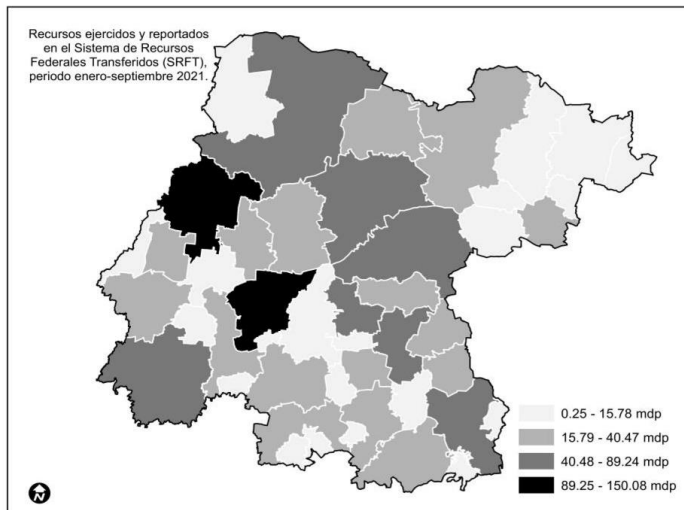 Recursos ejercidos y reportados
en el Sistema de Recursos
Federales Transferidos (SRFT),
periodo enero-septiembre 2021.
0.25 - 15.78 mdp
15.79 - 40.47 mdp
40.48 - 89.24 mdp
89.25 - 150.08 mdp
N